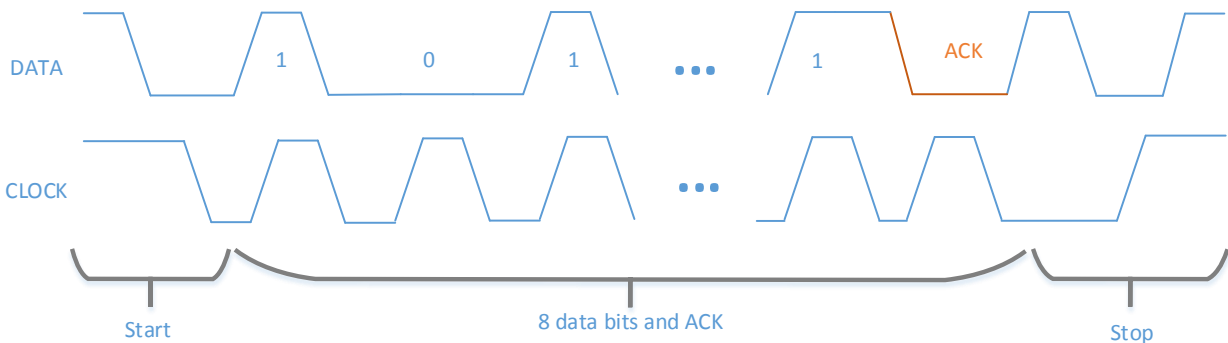 DATA
1
0
1
...
1
ACK
CLOCK
...
Start
8 data bits and ACK
Stop